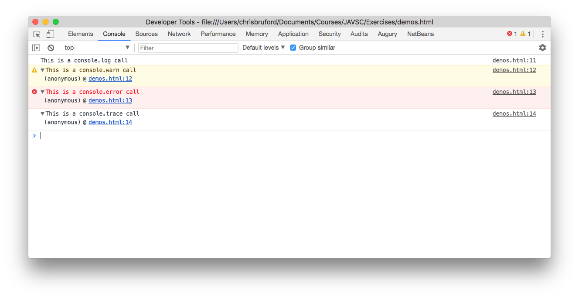 Developer Tools - file:///Users/chrisbruford/Documents/Courses/JAVSC/Exercises/demos.html
Elements Console Sources Network Performance Memory Application Security Audits Augury NetBeans 1 1
top Filter Default levels Group similar
This is a console.log call demos.html:11
This is a console.warn call demos.html:12
(anonymous) @ demos.html:12
This is a console.error call demos.html:13
(anonymous) @ demos.html:13
This is a console.trace call demos.html:14
(anonymous) @ demos.html:14